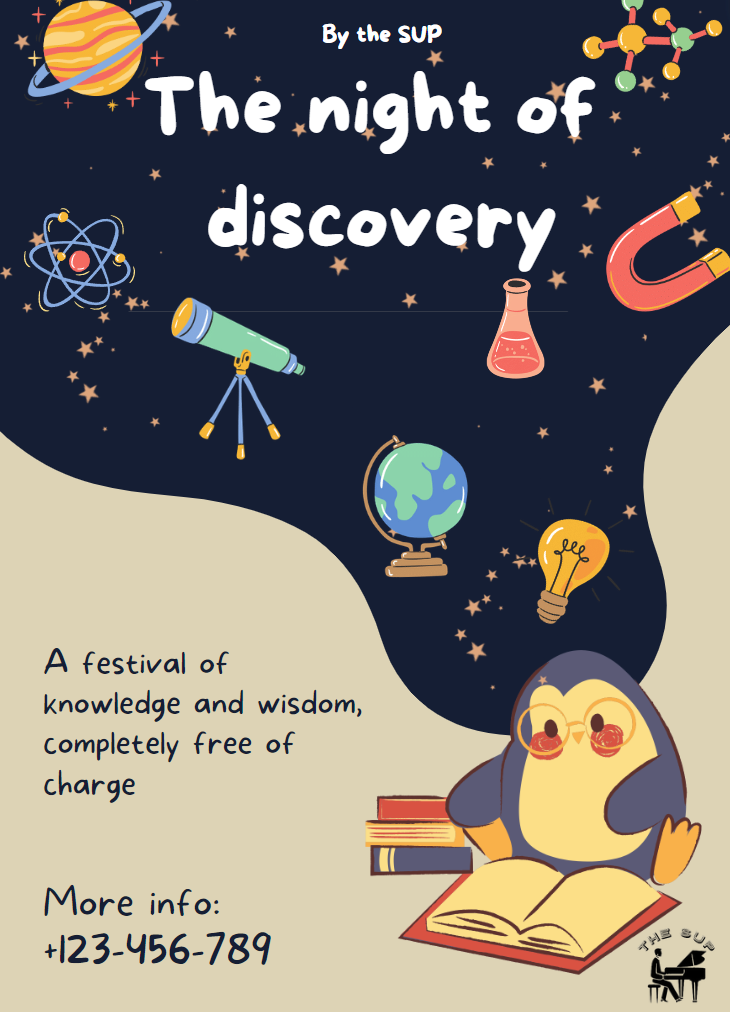 By the SUP
The night of
discovery
A festival of
knowledge and wisdom,
completely free of
charge
More info:
+123-456-789
THE SUP